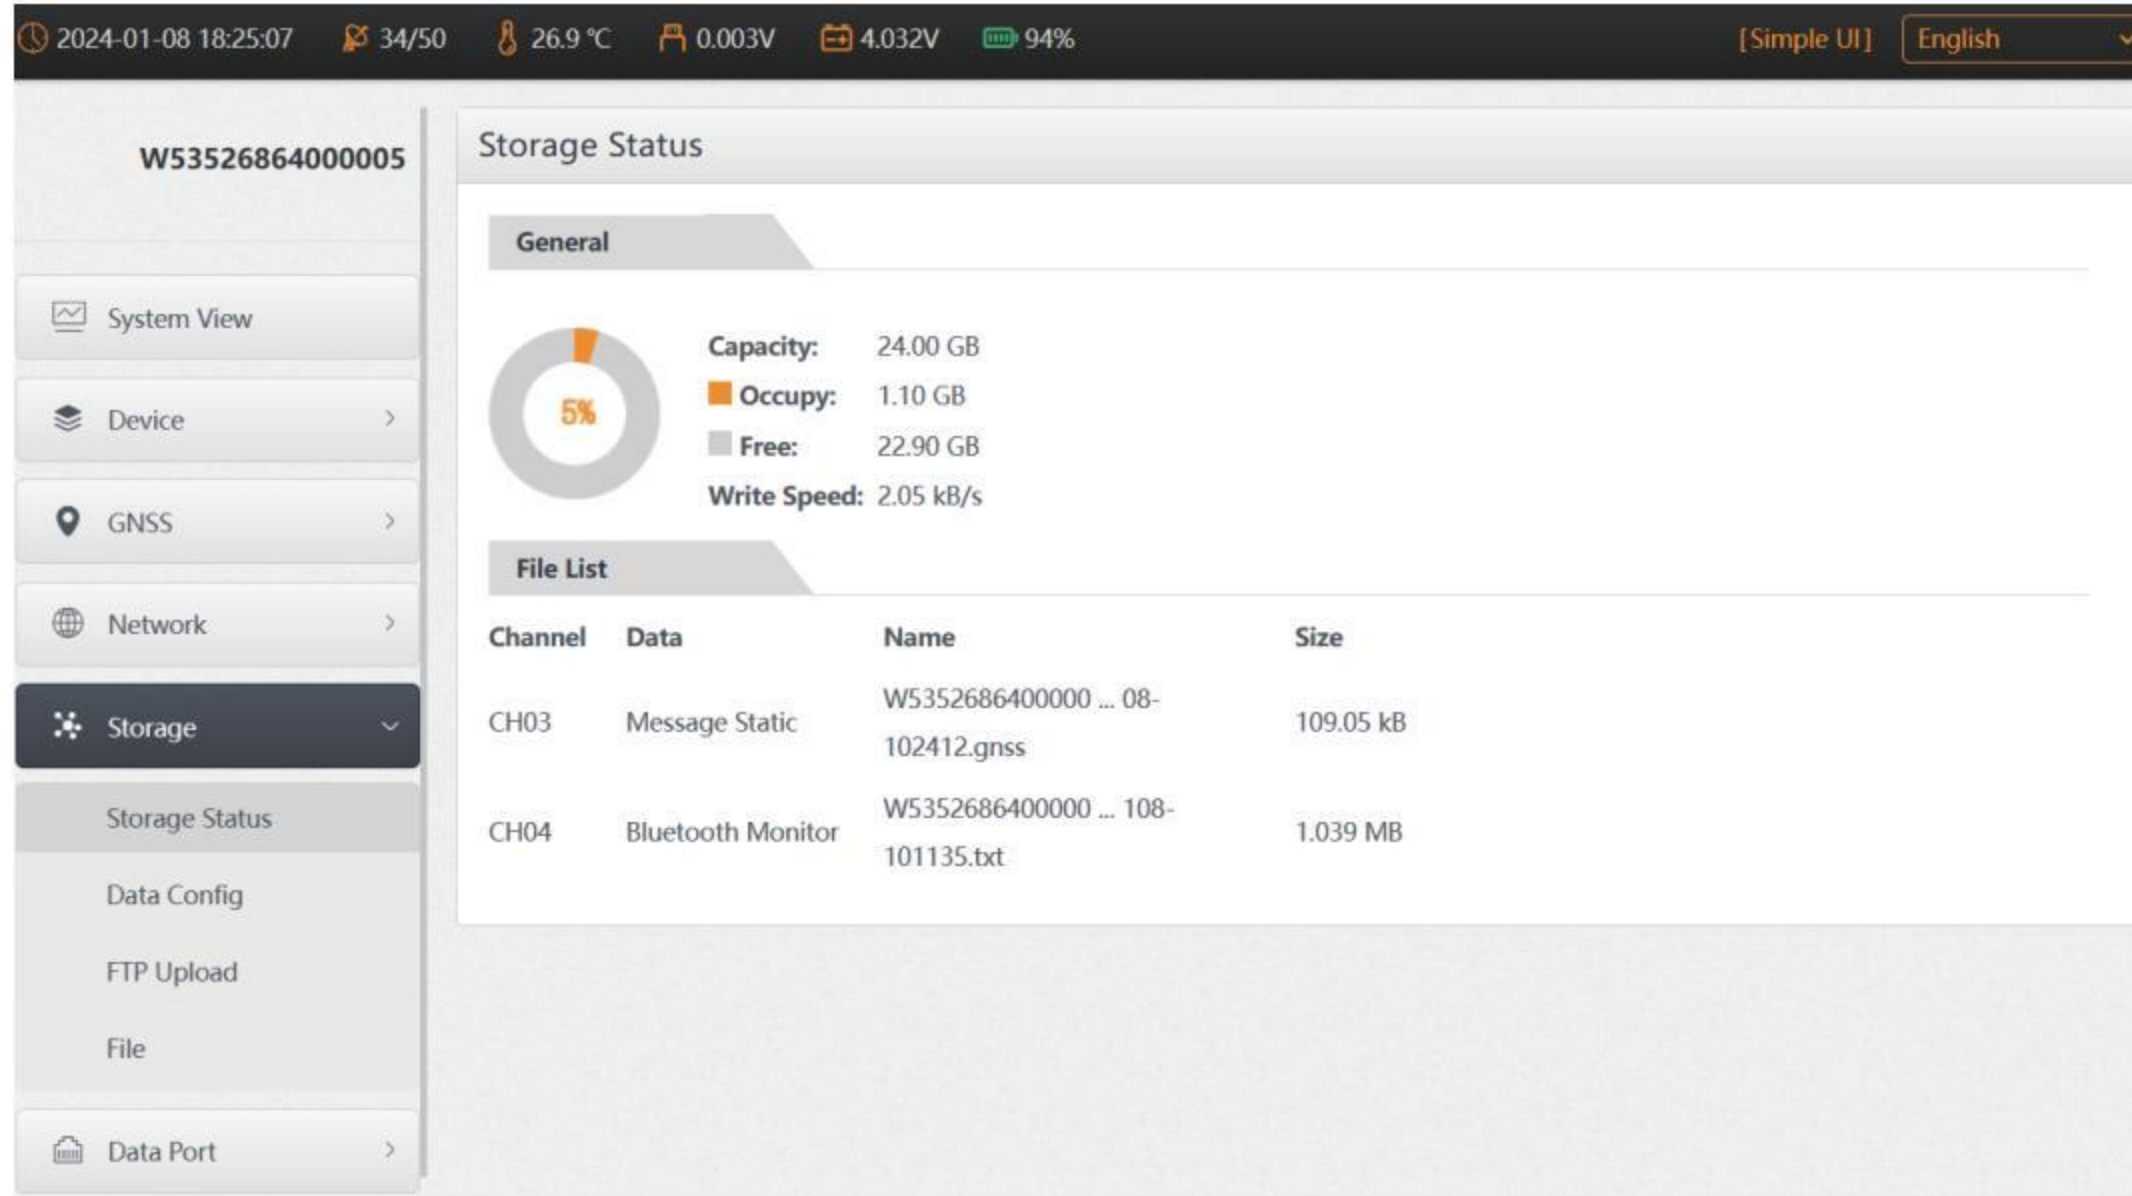 2024-01-08 18:25:07 34/50 26.9 ℃ 0.003V 4.032V 94% [Simple UI] English
W53526864000005
System View
Device
GNSS
Network
Storage
Storage Status
Data Config
FTP Upload
File
Data Port
Storage Status
General
5%
Capacity: 24.00 GB
Occupy: 1.10 GB
Free: 22.90 GB
Write Speed: 2.05 kB/s
File List
Channel Data Name Size
CH03 Message Static W5352686400000 ... 08-
102412.gnss 109.05 kB
CH04 Bluetooth Monitor W5352686400000 ... 108-
101135.txt 1.039 MB